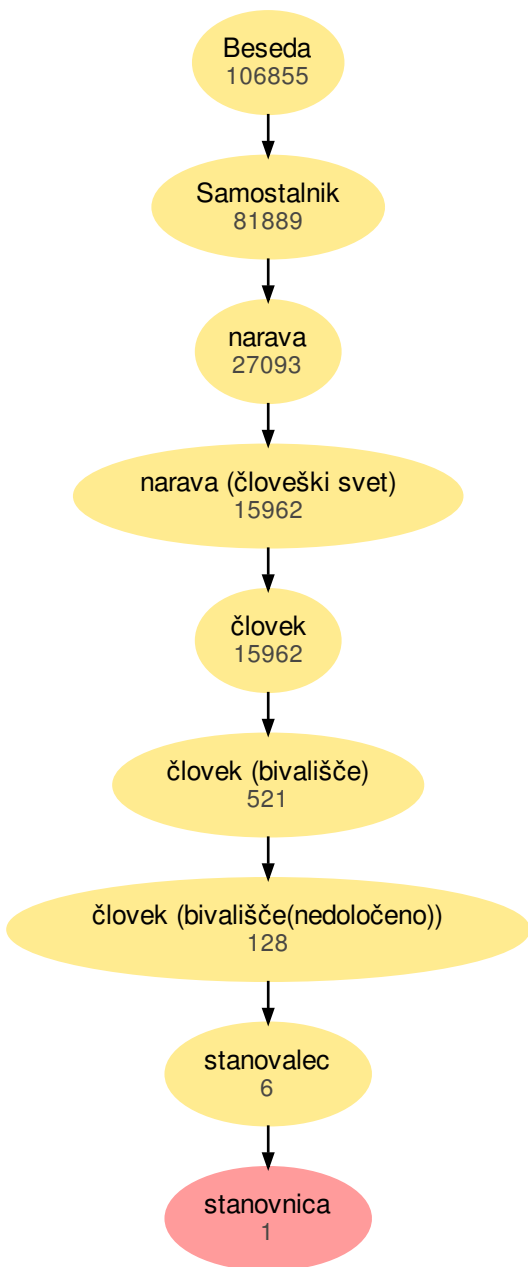 Beseda
106855
Samostalnik
81889
narava
27093
narava (človeški svet)
15962
človek
15962
človek (bivališče)
521
človek (bivališče(nedoločeno))
128
stanovalec
6
stanovnica
1